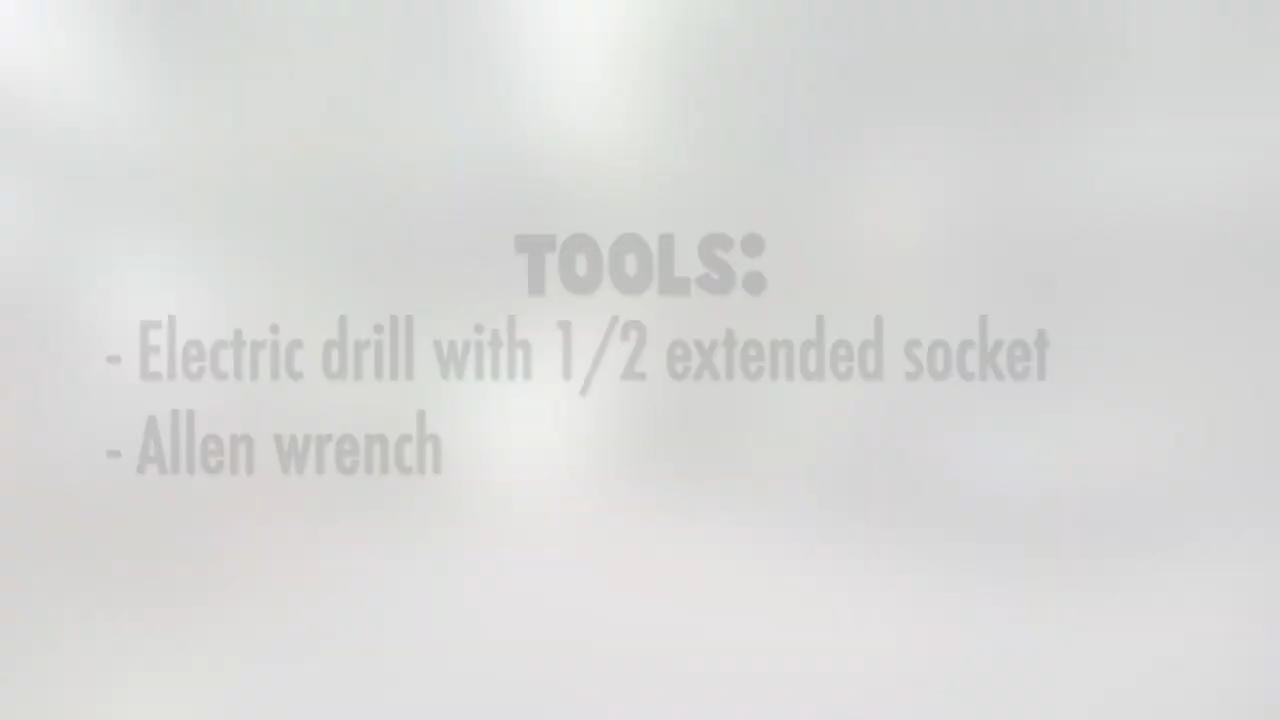 TOOLS:
- Electric drill with 1/2 extended socket
- Allen wrench